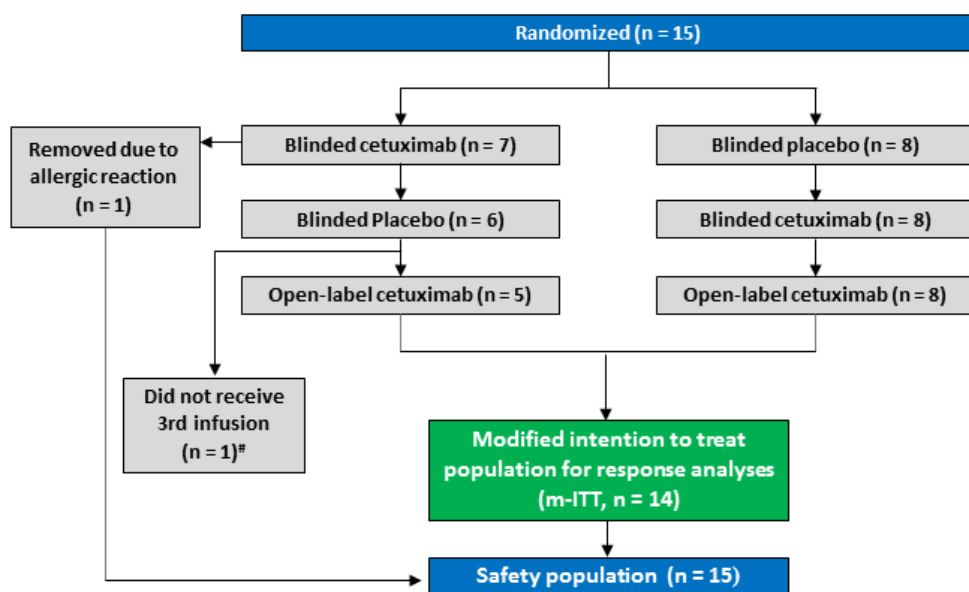 Randomized (n = 15)
Removed due to
allergic reaction
(n = 1)
Blinded cetuximab (n = 7)
Blinded placebo (n = 8)
Blinded Placebo (n = 6)
Blinded cetuximab (n = 8)
Open-label cetuximab (n = 5)
Open-label cetuximab (n = 8)
Did not receive
3rd infusion
(n = 1)#
Modified intention to treat
population for response analyses
(m-ITT, n = 14)
Safety population (n = 15)